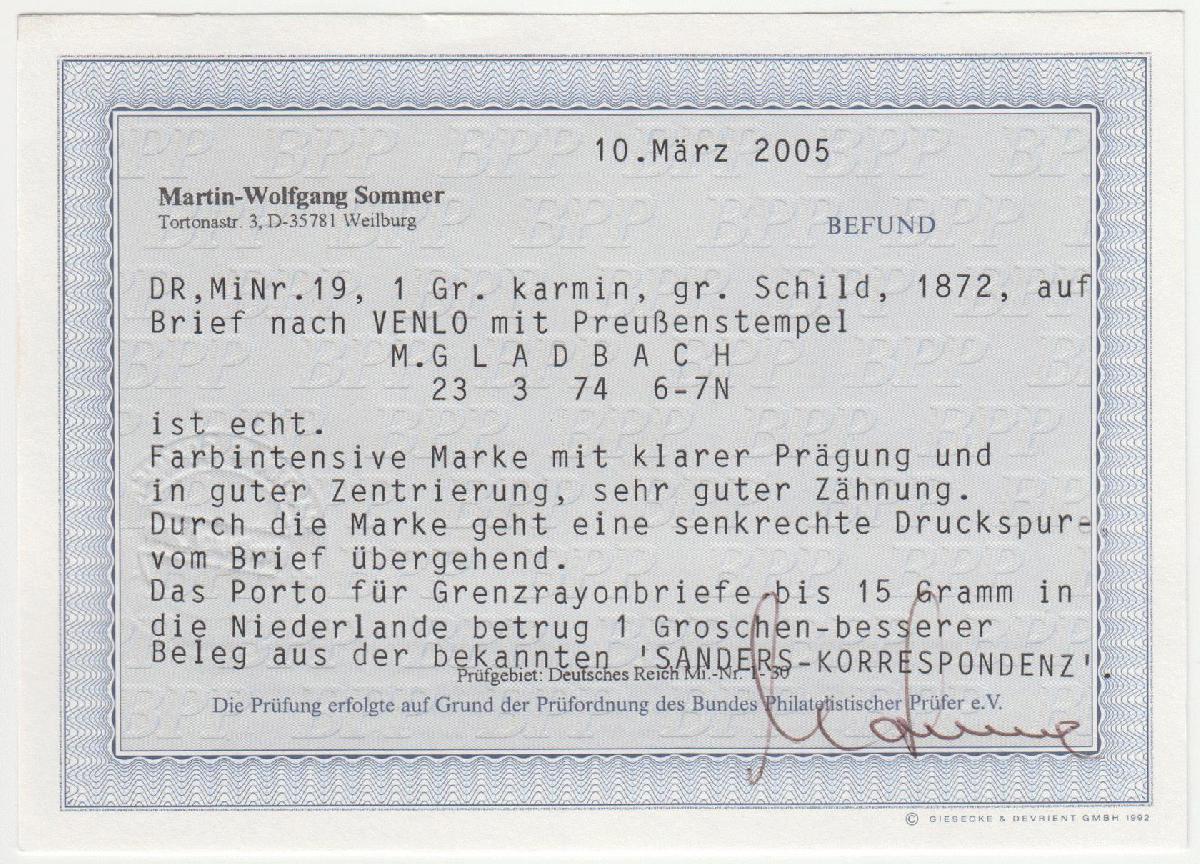 10.März 2005
Martin-Wolfgang Sommer
Tortonastr. 3, D-35781 Weilburg
BEFUND
DR,MiNr.19, 1 Gr. karmin, gr. Schild, 1872, auf
Brief nach VENLO mit Preußenstempel
M.G L A D B A C H
23 3 74 6-7N
ist echt.
Farbintensive Marke mit klarer Prägung und
in guter Zentrierung, sehr guter Zähnung.
Durch die Marke geht eine senkrechte Druckspur-
vom Brief übergehend.
Das Porto für Grenzrayonbriefe bis 15 Gramm in
die Niederlande betrug 1 Groschen-besserer
Beleg aus der bekannten 'SANDERS-KORRESPONDENZ'.
Prüfgebiet: Deutsches Reich Mi.-Nr. 1- 30
Die Prüfung erfolgte auf Grund der Prüfordnung des Bundes Philatelistischer Prüfer e.V.
© GIESECKE & DEVRIENT GMBH 1992